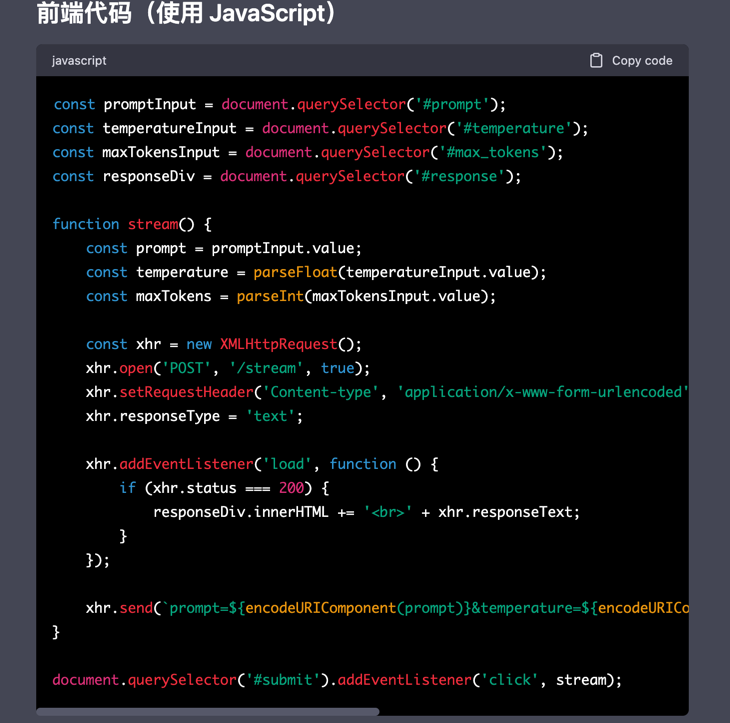 前端代码（使用 JavaScript）
javascript
Copy code
const promptInput = document.querySelector('#prompt');
const temperatureInput = document.querySelector('#temperature');
const maxTokensInput = document.querySelector('#max_tokens');
const responseDiv = document.querySelector('#response');
function stream() {
const prompt = promptInput.value;
const temperature = parseFloat(temperatureInput.value);
const maxTokens = parseInt(maxTokensInput.value);
const xhr = new XMLHttpRequest();
xhr.open('POST', '/stream', true);
xhr.setRequestHeader('Content-type', 'application/x-www-form-urlencoded'
xhr.responseType = 'text';
xhr.addEventListener('load', function () {
if (xhr.status === 200) {
responseDiv.innerHTML += '<br>' + xhr.responseText;
}
});
xhr.send(`prompt=${encodeURIComponent(prompt)}&temperature=${encodeURICo
}
document.querySelector('#submit').addEventListener('click', stream);